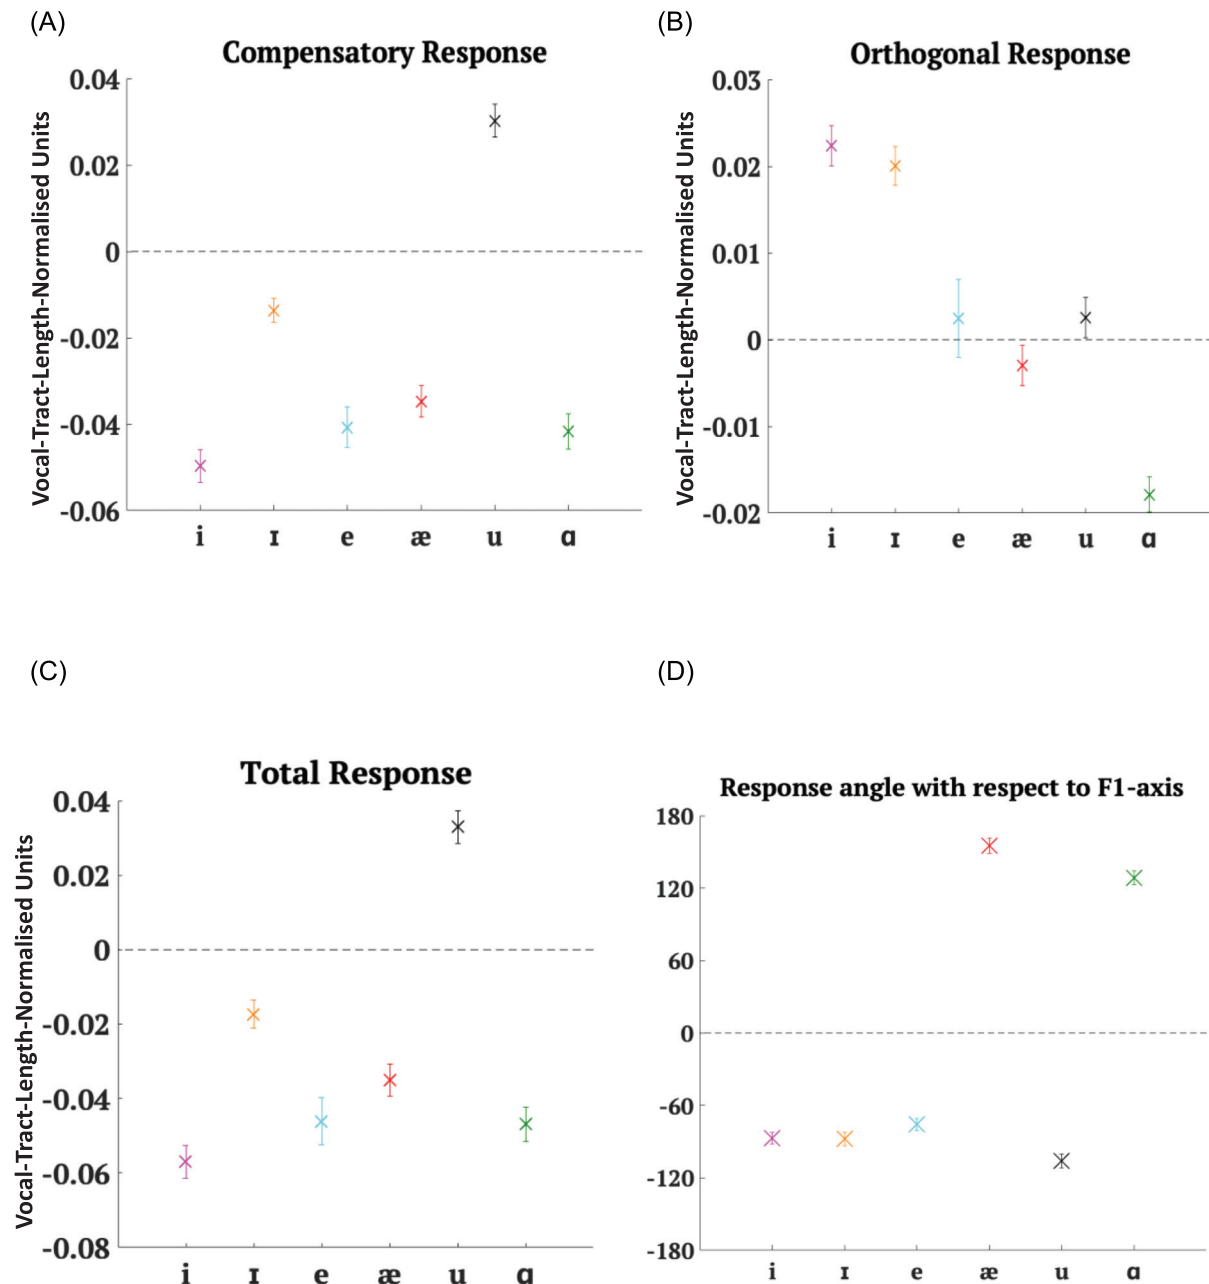 (A)
Compensatory Response
Vocal-Tract-Length-Normalised Units
0.04
0.02
0
-0.02
-0.04
-0.06
i ɪ e æ u ɑ
(B)
Orthogonal Response
Vocal-Tract-Length-Normalised Units
0.03
0.02
0.01
0
-0.01
-0.02
i ɪ e æ u ɑ
(C)
Total Response
Vocal-Tract-Length-Normalised Units
0.04
0.02
0
-0.02
-0.04
-0.06
-0.08
i ɪ e æ u ɑ
(D)
Response angle with respect to F1-axis
180
120
60
0
-60
-120
-180
i ɪ e æ u ɑ